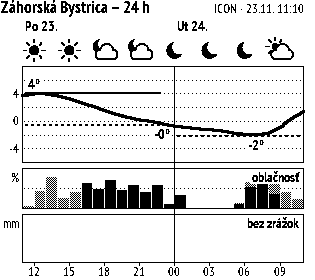 Záhorská Bystrica – 24 h
ICON - 23.11. 11:10
Po 23.
Ut 24.
4°
4
0
-4
-0°
-2°
%
oblačnosť
mm
bez zrážok
12 15 18 21 00 03 06 09